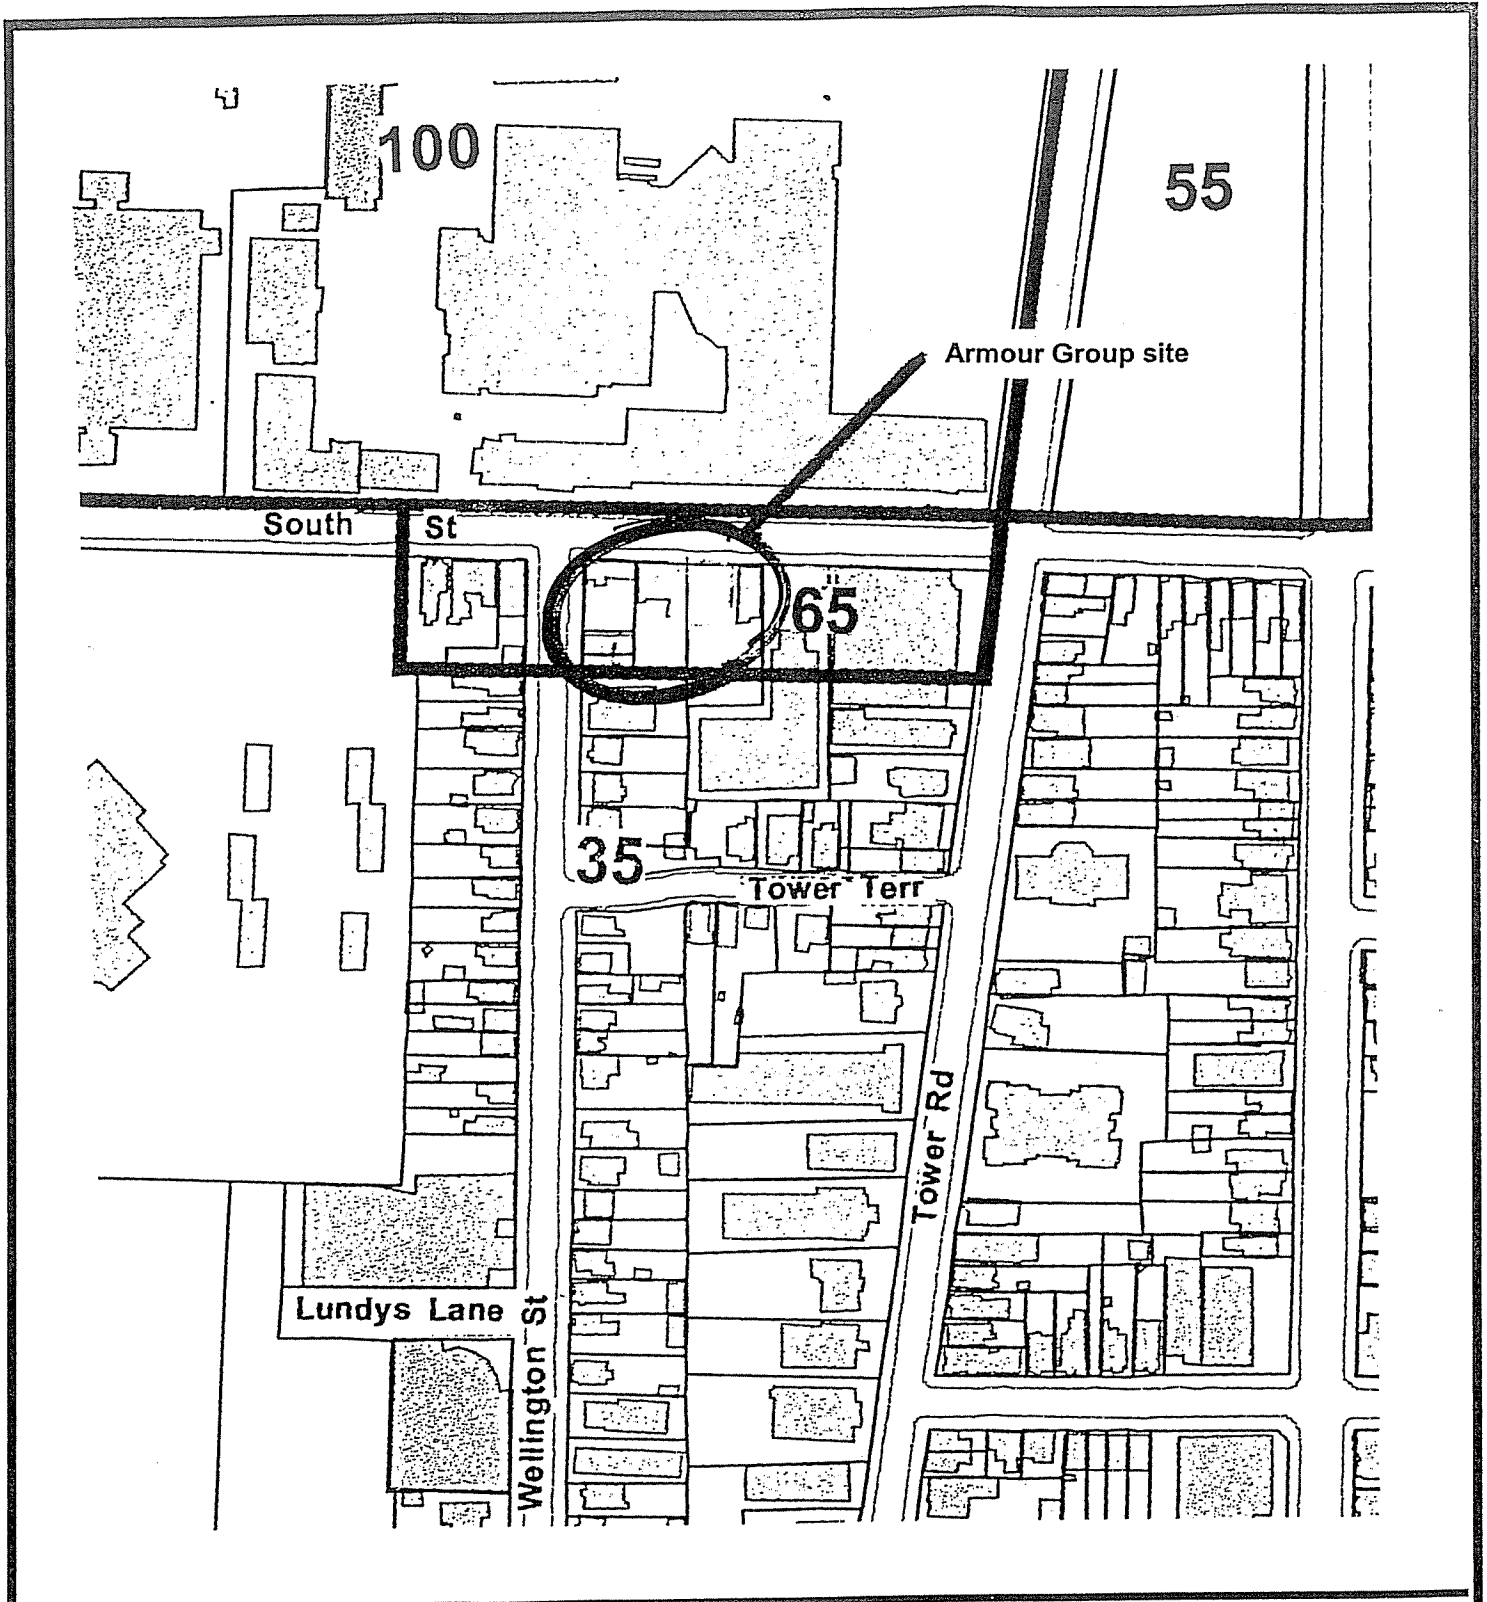 100
55
Armour Group site
South St
65
35
Tower Terr
Tower Rd
Lundys Lane
Wellington St